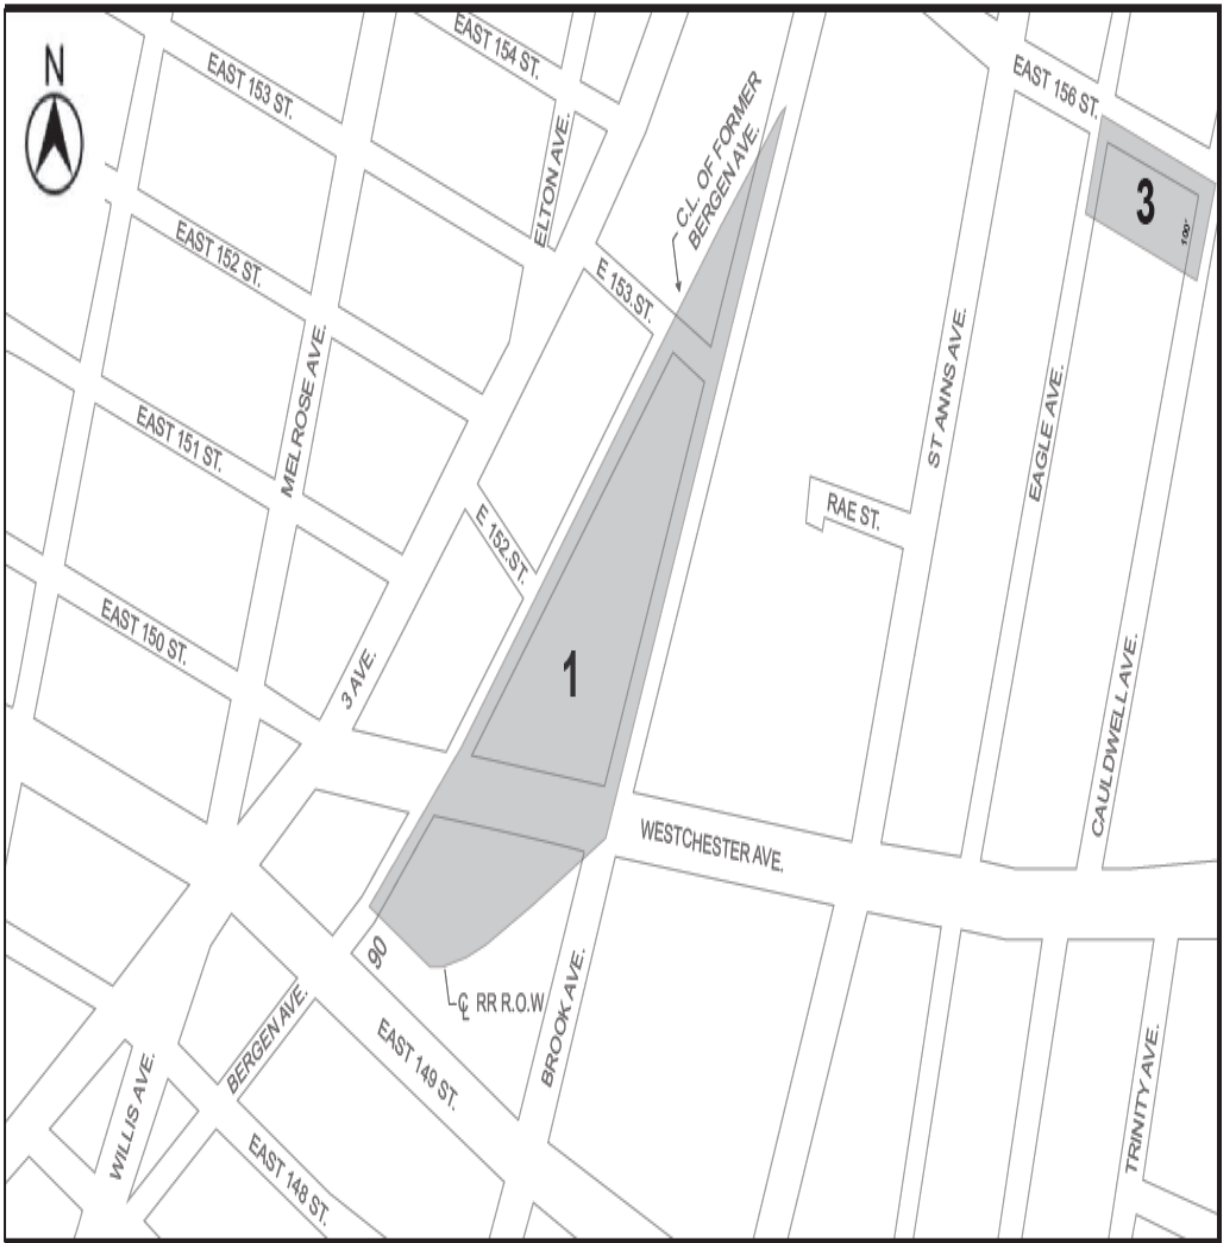 N
EAST 154 ST.
EAST 153 ST.
EAST 156 ST.
ELTON AVE.
C.L. OF FORMER
BERGEN AVE.
3
100'
EAST 152 ST.
E 153.ST.
MELROSE AVE.
ST ANNS AVE.
EAGLE AVE.
EAST 151 ST.
RAE ST.
E 152.ST.
EAST 150 ST.
3 AVE.
1
CAULDWELL AVE.
WESTCHESTER AVE.
90
℄ RR R.O.W
BROOK AVE.
BERGEN AVE.
EAST 149 ST.
WILLIS AVE.
TRINITY AVE.
EAST 148 ST.